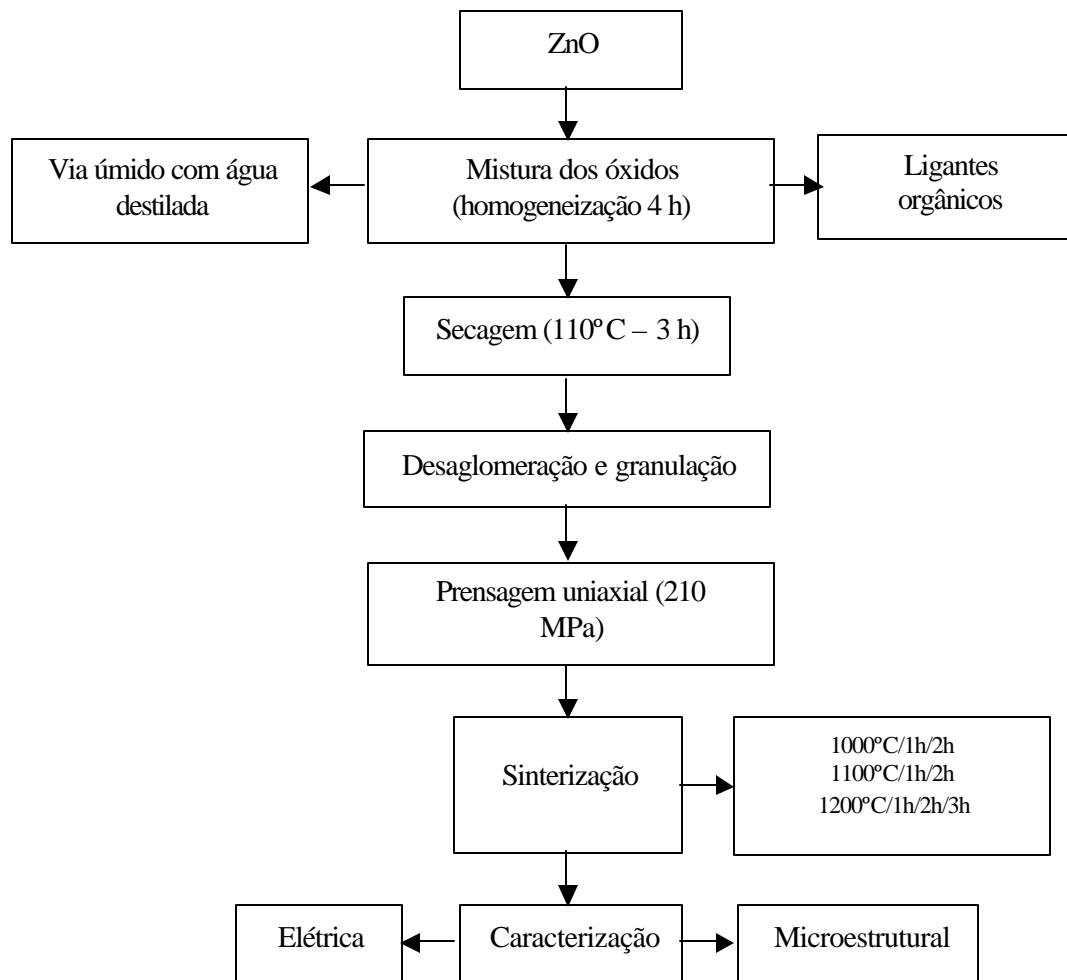 ZnO
Via úmido com água
destilada
Mistura dos óxidos
(homogeneização 4 h)
Ligantes
orgânicos
Secagem (110ºC – 3 h)
Desaglomeração e granulação
Prensagem uniaxial (210
MPa)
Sinterização
1000ºC/1h/2h
1100ºC/1h/2h
1200ºC/1h/2h/3h
Elétrica
Caracterização
Microestrutural